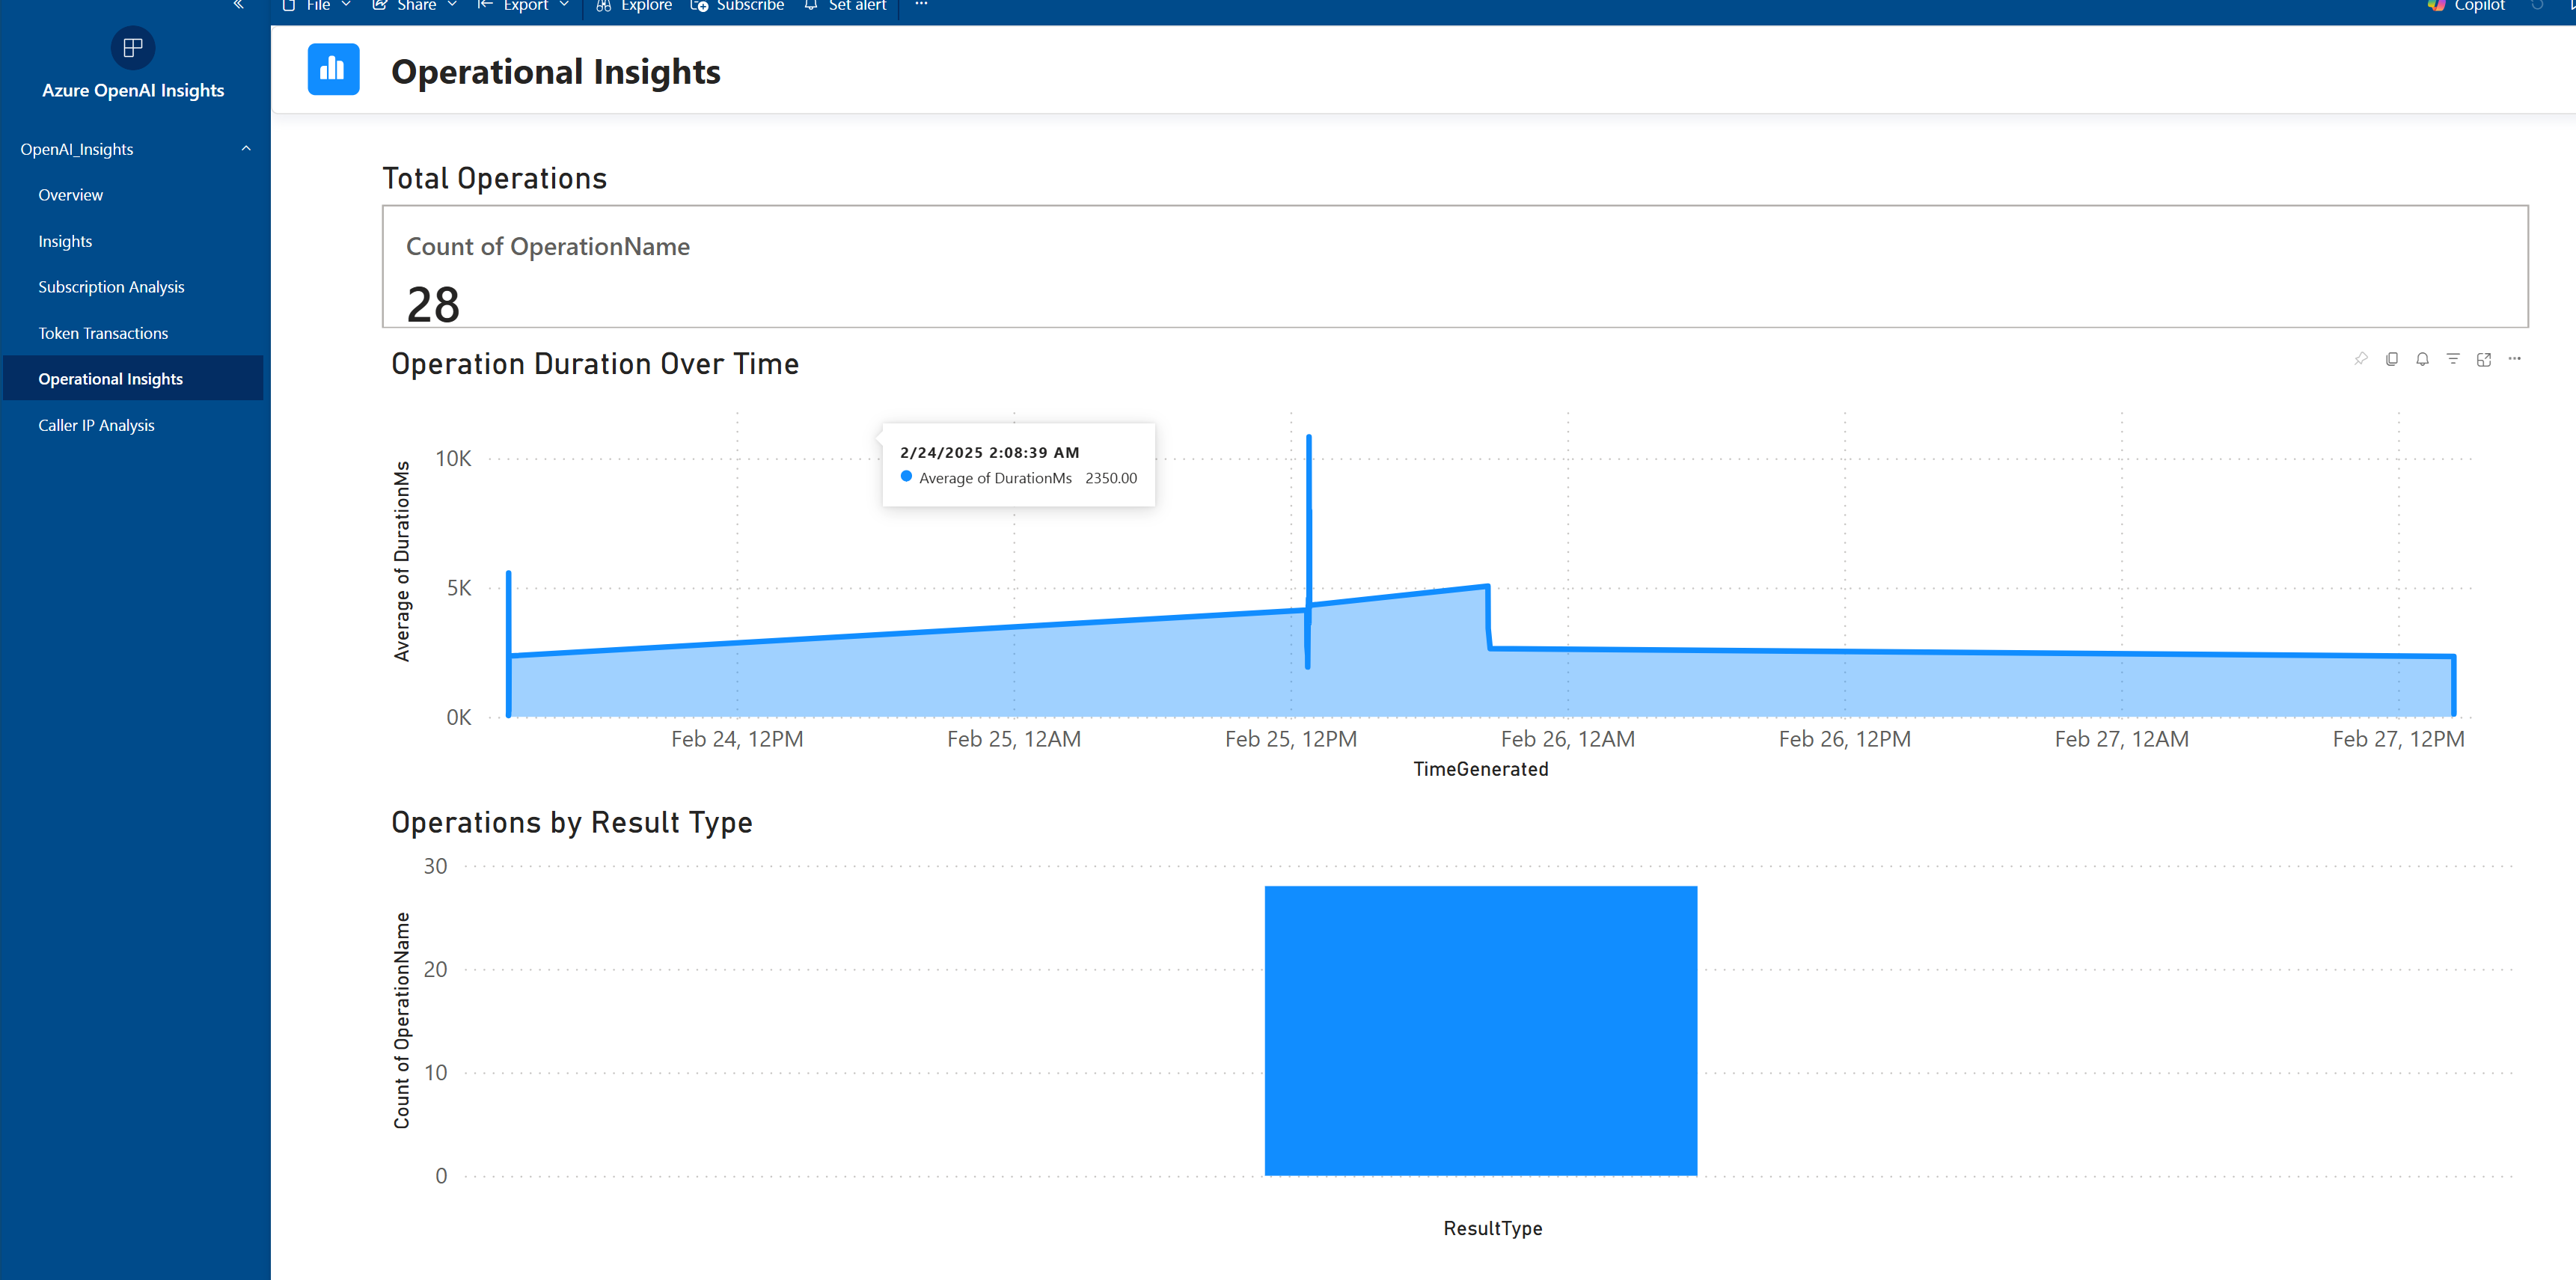 File Share Export Explore Subscribe Set alert ··· Copilot
Azure OpenAI Insights
OpenAI_Insights
Overview
Insights
Subscription Analysis
Token Transactions
Operational Insights
Caller IP Analysis
Operational Insights
Total Operations
Count of OperationName
28
Operation Duration Over Time
Average of DurationMs
10K
5K
0K
2/24/2025 2:08:39 AM
Average of DurationMs 2350.00
Feb 24, 12PM Feb 25, 12AM Feb 25, 12PM Feb 26, 12AM Feb 26, 12PM Feb 27, 12AM Feb 27, 12PM
TimeGenerated
Operations by Result Type
Count of OperationName
30
20
10
0
ResultType